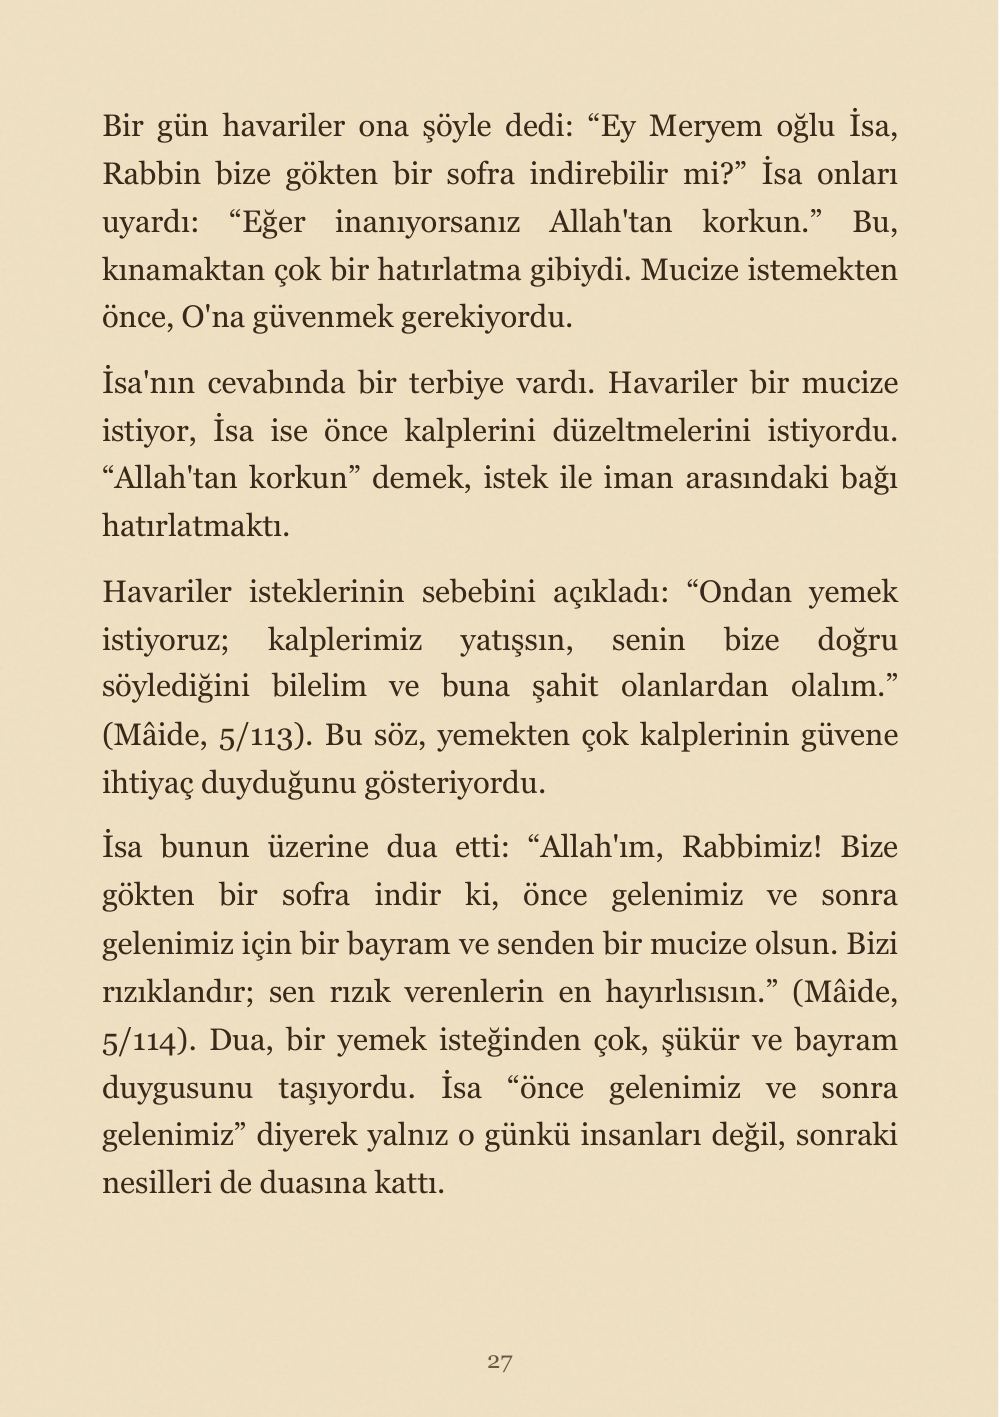 Bir gün havariler ona şöyle dedi: “Ey Meryem oğlu İsa,
Rabbin bize gökten bir sofra indirebilir mi?” İsa onları
uyardı: “Eğer inanıyorsanız Allah'tan korkun.” Bu,
kınamaktan çok bir hatırlatma gibiydi. Mucize istemekten
önce, O'na güvenmek gerekiyordu.
İsa'nın cevabında bir terbiye vardı. Havariler bir mucize
istiyor, İsa ise önce kalplerini düzeltmelerini istiyordu.
“Allah'tan korkun” demek, istek ile iman arasındaki bağı
hatırlatmaktı.
Havariler isteklerinin sebebini açıkladı: “Ondan yemek
istiyoruz; kalplerimiz yatışsın, senin bize doğru
söylediğini bilelim ve buna şahit olanlardan olalım.”
(Mâide, 5/113). Bu söz, yemekten çok kalplerinin güvene
ihtiyaç duyduğunu gösteriyordu.
İsa bunun üzerine dua etti: “Allah'ım, Rabbimiz! Bize
gökten bir sofra indir ki, önce gelenimiz ve sonra
gelenimiz için bir bayram ve senden bir mucize olsun. Bizi
rızıklandır; sen rızık verenlerin en hayırlısısın.” (Mâide,
5/114). Dua, bir yemek isteğinden çok, şükür ve bayram
duygusunu taşıyordu. İsa “önce gelenimiz ve sonra
gelenimiz” diyerek yalnız o günkü insanları değil, sonraki
nesilleri de duasına kattı.
27